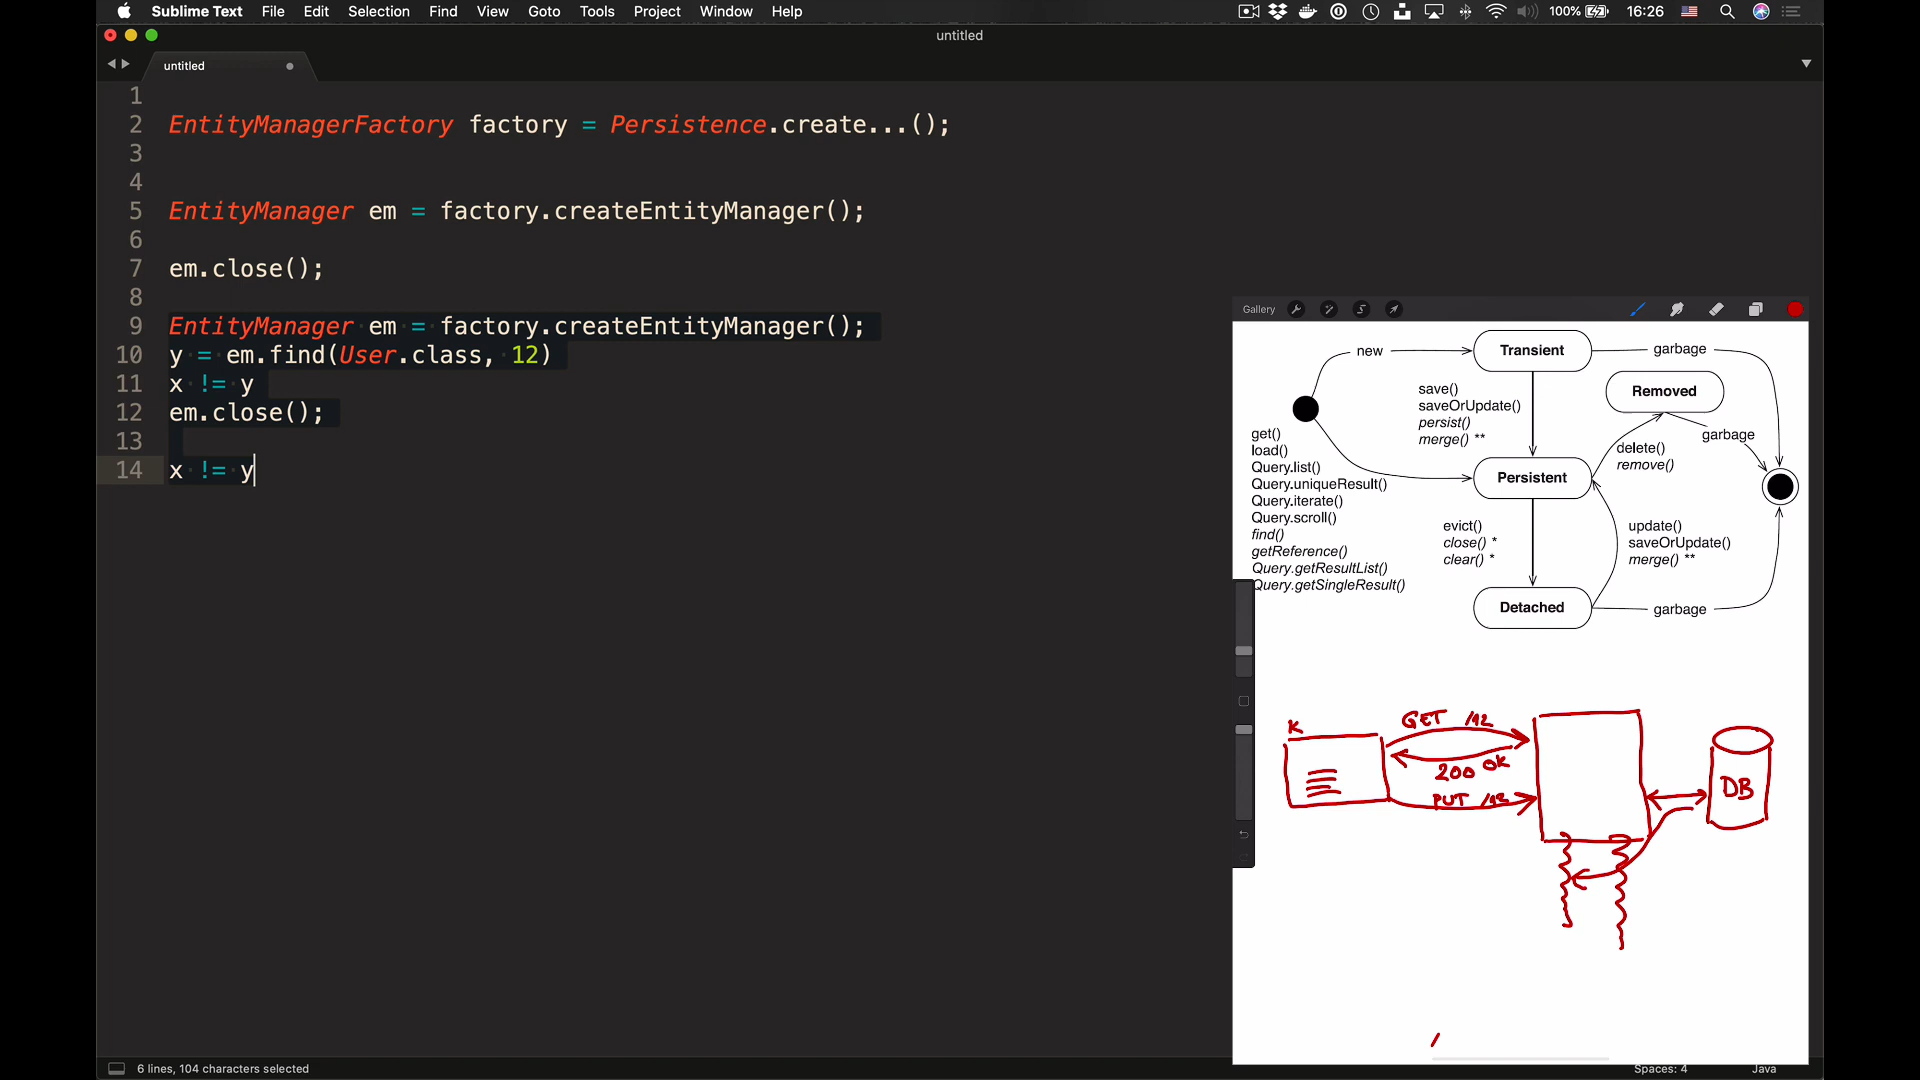 Sublime Text File Edit Selection Find View Goto Tools Project Window Help 100% 16:26
untitled
untitled
1
2 EntityManagerFactory factory = Persistence.create...();
3
4
5 EntityManager em = factory.createEntityManager();
6
7 em.close();
8
9 EntityManager em = factory.createEntityManager();
10 y = em.find(User.class, 12)
11 x != y
12 em.close();
13
14 x != y
Gallery
new
Transient
garbage
Removed
save()
saveOrUpdate()
persist()
merge() **
garbage
get()
load()
Query.list()
Query.uniqueResult()
Query.iterate()
Query.scroll()
find()
getReference()
Query.getResultList()
Query.getSingleResult()
delete()
remove()
Persistent
evict()
close() *
clear() *
update()
saveOrUpdate()
merge() **
Detached
garbage
K
GET /12
200 OK
PUT /12
DB
6 lines, 104 characters selected
Spaces: 4 Java